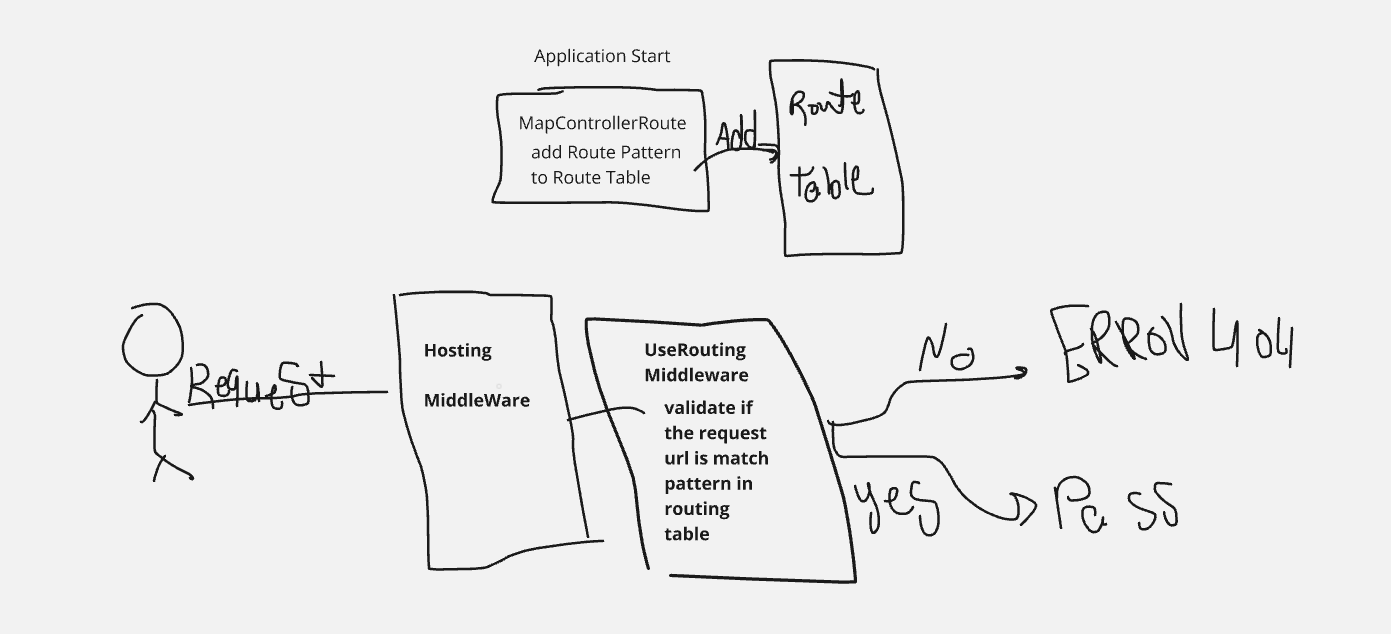 Application Start
MapControllerRoute
add Route Pattern
to Route Table
Add
Route
Table
Request
Hosting
MiddleWare
UseRouting
Middleware
validate if
the request
url is match
pattern in
routing
table
No
ERROV 404
yes
Pass